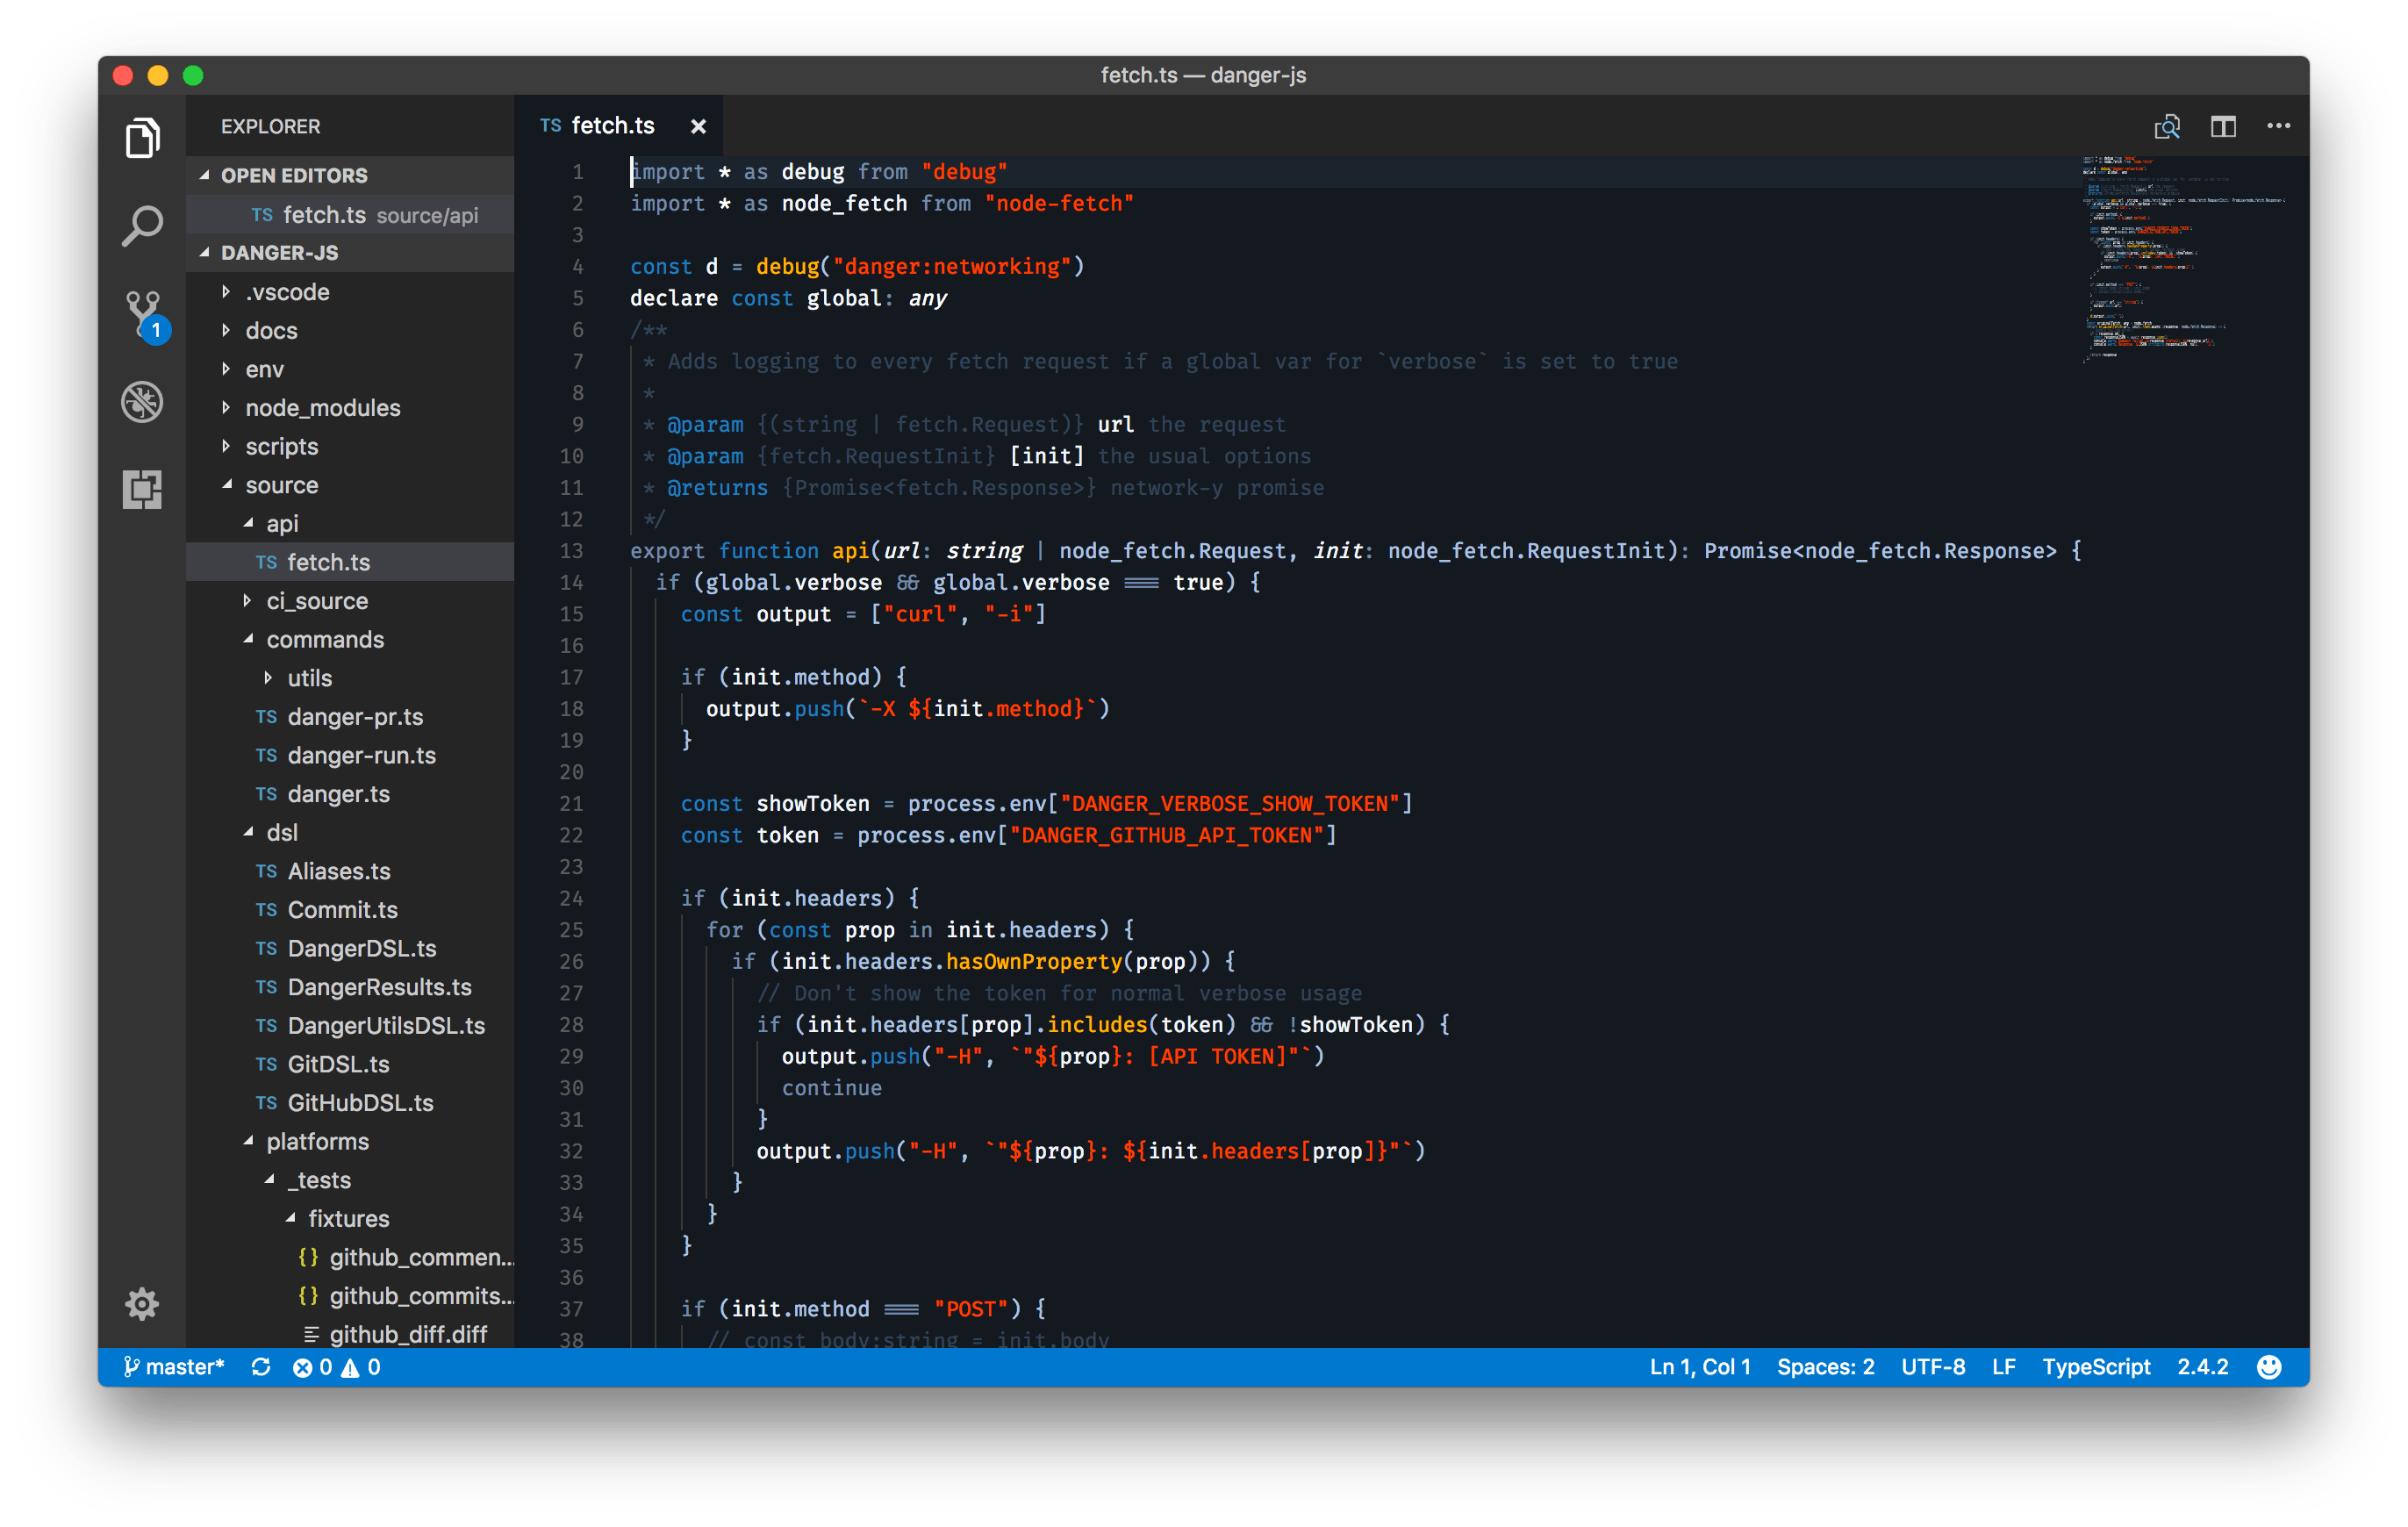 fetch.ts — danger-js
EXPLORER
OPEN EDITORS
TS fetch.ts source/api
DANGER-JS
.vscode
docs
env
node_modules
scripts
source
api
TS fetch.ts
ci_source
commands
utils
TS danger-pr.ts
TS danger-run.ts
TS danger.ts
dsl
TS Aliases.ts
TS Commit.ts
TS DangerDSL.ts
TS DangerResults.ts
TS DangerUtilsDSL.ts
TS GitDSL.ts
TS GitHubDSL.ts
platforms
_tests
fixtures
{} github_commen...
{} github_commits...
github_diff.diff
1
TS fetch.ts ×
1 import * as debug from "debug"
2 import * as node_fetch from "node-fetch"
3
4 const d = debug("danger:networking")
5 declare const global: any
6 /**
7 * Adds logging to every fetch request if a global var for `verbose` is set to true
8 *
9 * @param {(string | fetch.Request)} url the request
10 * @param {fetch.RequestInit} [init] the usual options
11 * @returns {Promise<fetch.Response>} network-y promise
12 */
13 export function api(url: string | node_fetch.Request, init: node_fetch.RequestInit): Promise<node_fetch.Response> {
14 if (global.verbose && global.verbose === true) {
15 const output = ["curl", "-i"]
16
17 if (init.method) {
18 output.push(`-X ${init.method}`)
19 }
20
21 const showToken = process.env["DANGER_VERBOSE_SHOW_TOKEN"]
22 const token = process.env["DANGER_GITHUB_API_TOKEN"]
23
24 if (init.headers) {
25 for (const prop in init.headers) {
26 if (init.headers.hasOwnProperty(prop)) {
27 // Don't show the token for normal verbose usage
28 if (init.headers[prop].includes(token) && !showToken) {
29 output.push("-H", `"${prop}: [API TOKEN]"`)
30 continue
31 }
32 output.push("-H", `"${prop}: ${init.headers[prop]}"`)
33 }
34 }
35 }
36
37 if (init.method === "POST") {
38 // const body:string = init.body
master* 0 0
Ln 1, Col 1 Spaces: 2 UTF-8 LF TypeScript 2.4.2